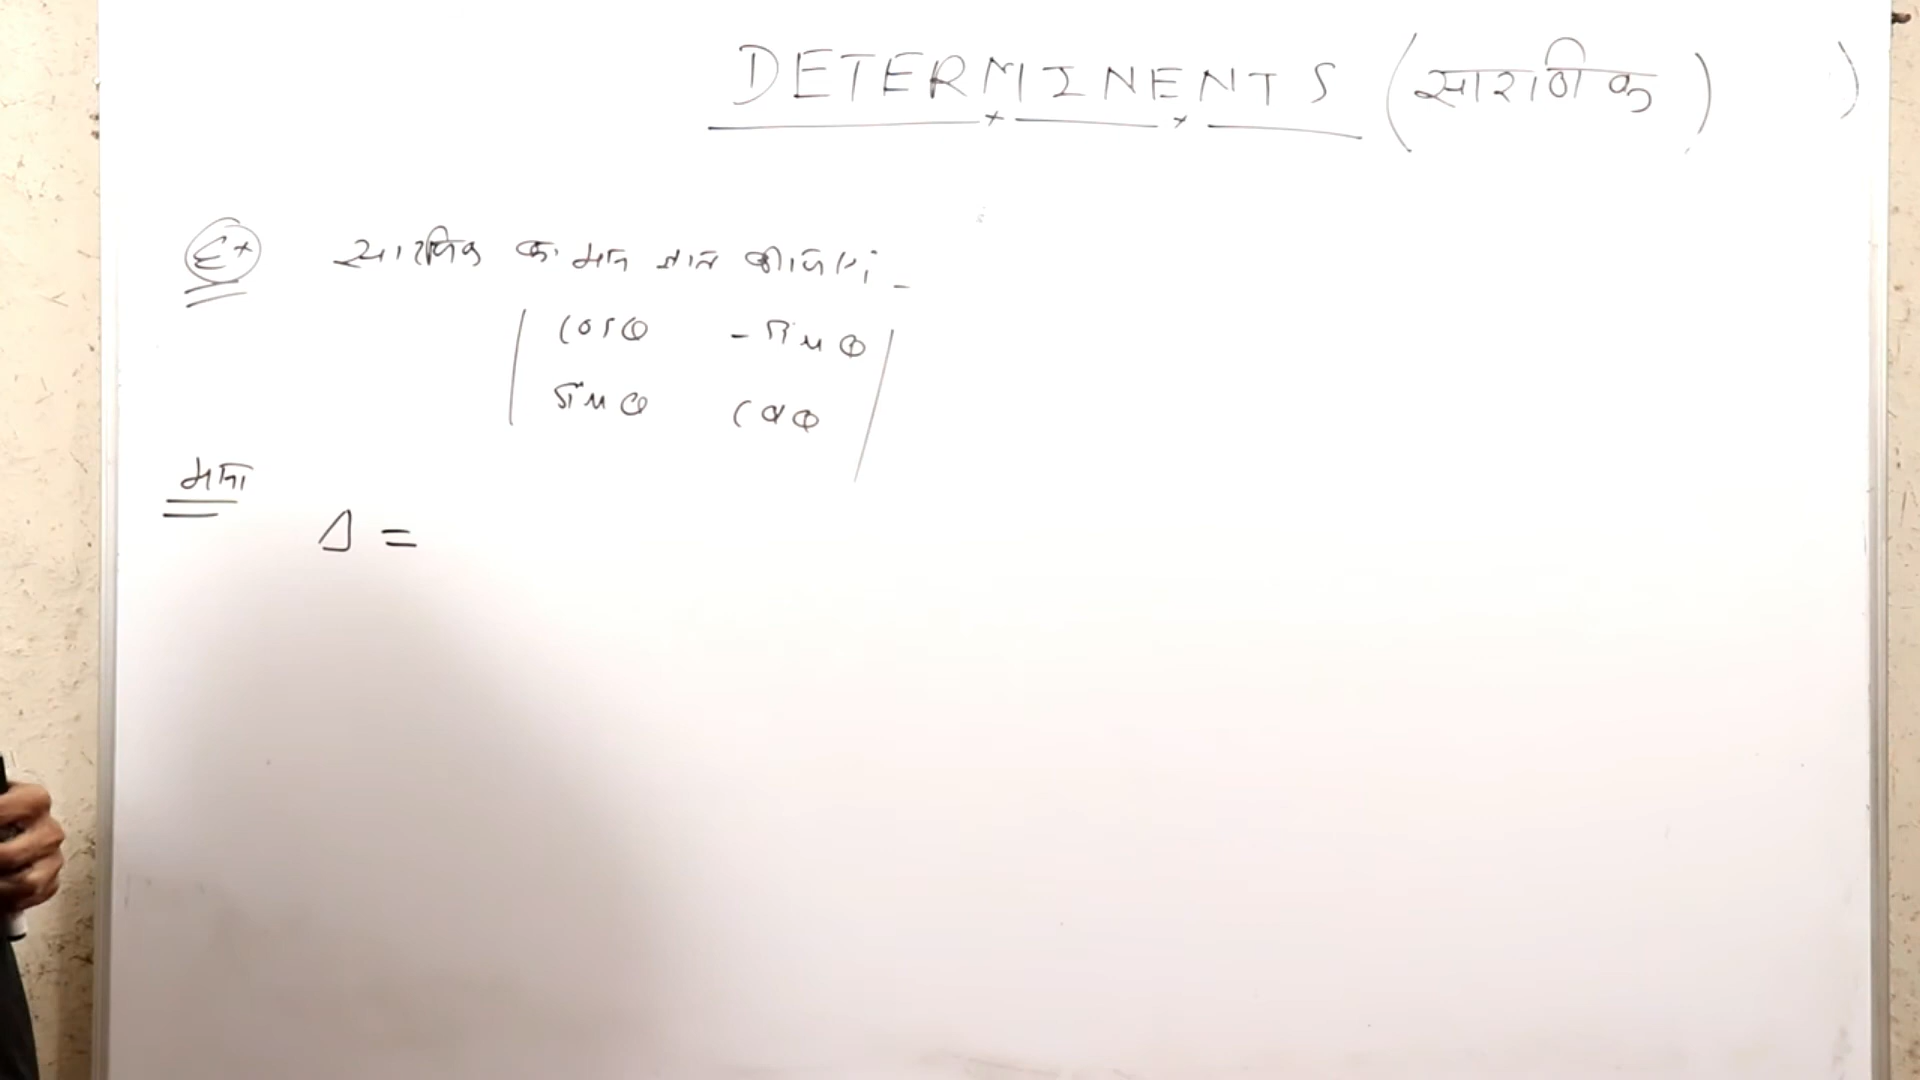 DETERMINENTS (सारणिक)
Ex सारणिक का मान ज्ञात कीजिए -
| cosθ -sinθ |
| sinθ cosθ |
माना
Δ =